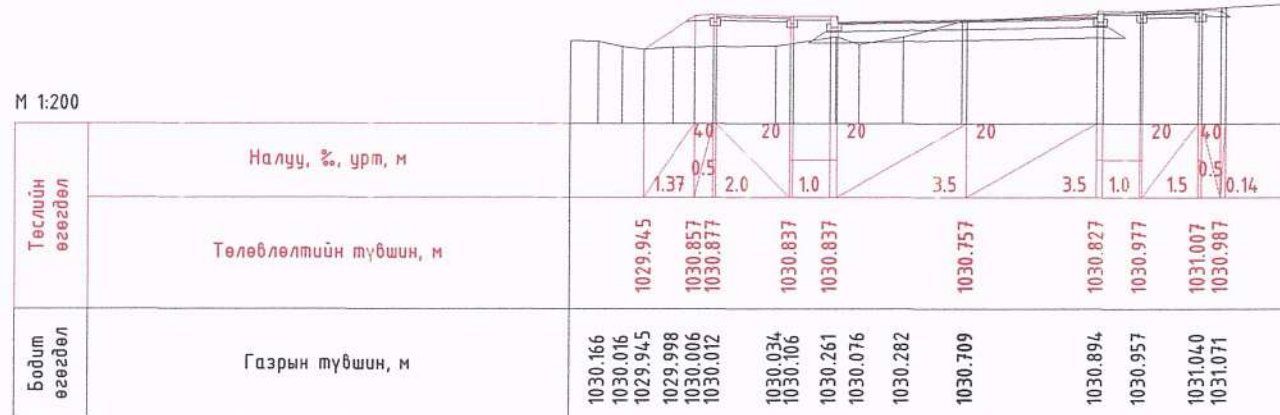 М 1:200
40 20 20 20 20 40
Налуу, ‰, урт, м
0.5 0.5
1.37 2.0 1.0 3.5 3.5 1.0 1.5 0.14
Төслийн
өгөгдөл
Төлөвлөлтийн түвшин, м
1029.945 1030.857 1030.877 1030.837 1030.837 1030.757 1030.827 1030.977 1031.007 1030.987
Бодит
өгөгдөл
Газрын түвшин, м
1030.166 1030.016 1029.945 1029.998 1030.006 1030.012 1030.034 1030.106 1030.261 1030.076 1030.282 1030.709 1030.894 1030.957 1031.040 1031.071